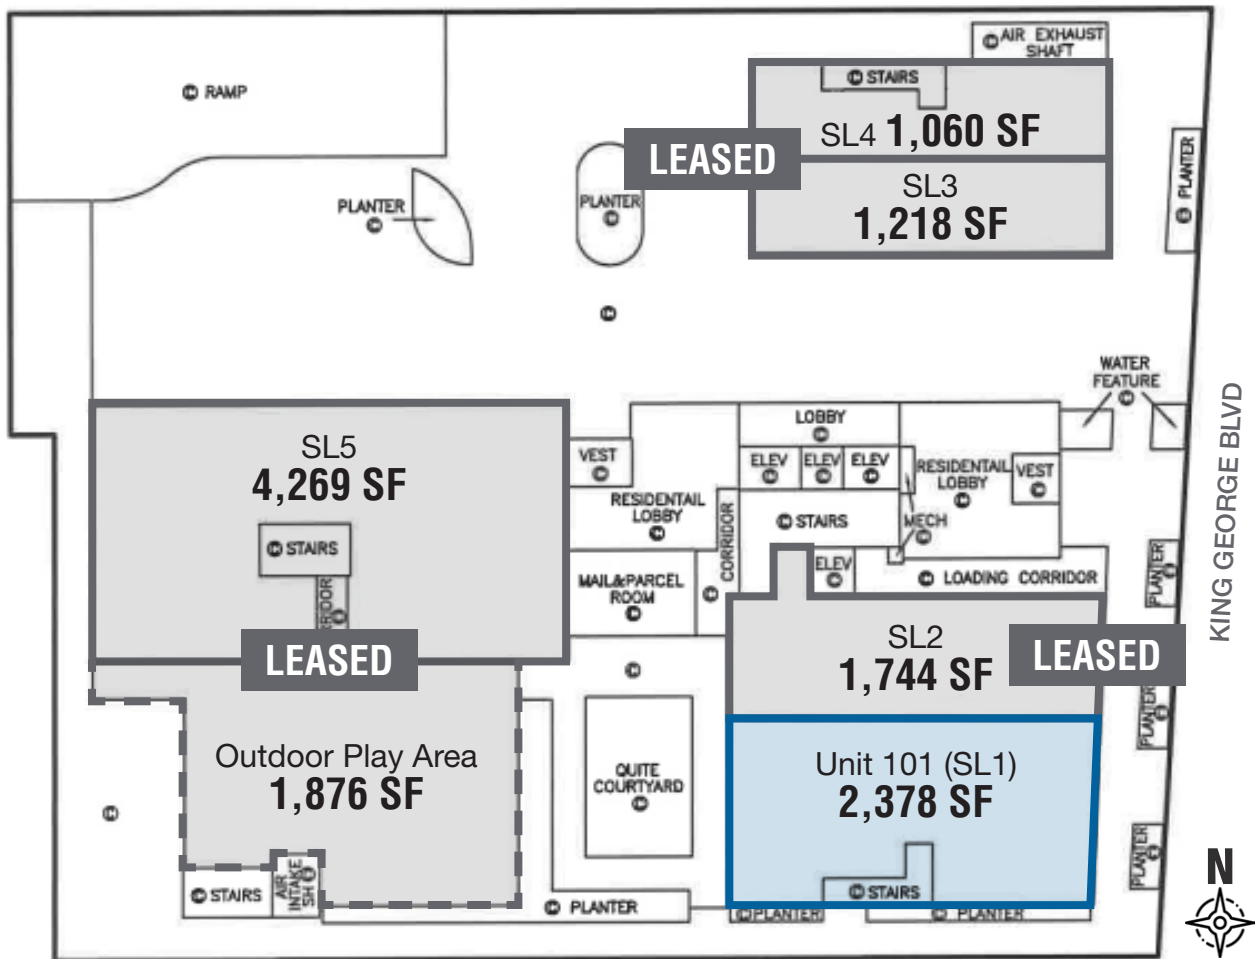 © AIR EXHAUST
SHAFT
© STAIRS
© RAMP
SL4 1,060 SF
LEASED
SL3
1,218 SF
PLANTER
©
PLANTER
©
© PLANTER
©
WATER
FEATURE
©
KING GEORGE BLVD
SL5
4,269 SF
© STAIRS
©
LEASED
VEST
©
RESIDENTAIL
LOBBY
©
MAIL&PARCEL
ROOM
©
© CORRIDOR
LOBBY
©
ELEV
©
ELEV
©
ELEV
©
RESIDENTAIL
LOBBY
©
VEST
©
© STAIRS
MECH
©
ELEV
©
© LOADING CORRIDOR
PLANTER
©
SL2
1,744 SF
LEASED
PLANTER
©
©
Outdoor Play Area
1,876 SF
©
QUITE
COURTYARD
©
Unit 101 (SL1)
2,378 SF
© STAIRS
PLANTER
©
© STAIRS
AIR
INTAKE
SH ©
© PLANTER
© PLANTER
© PLANTER
N